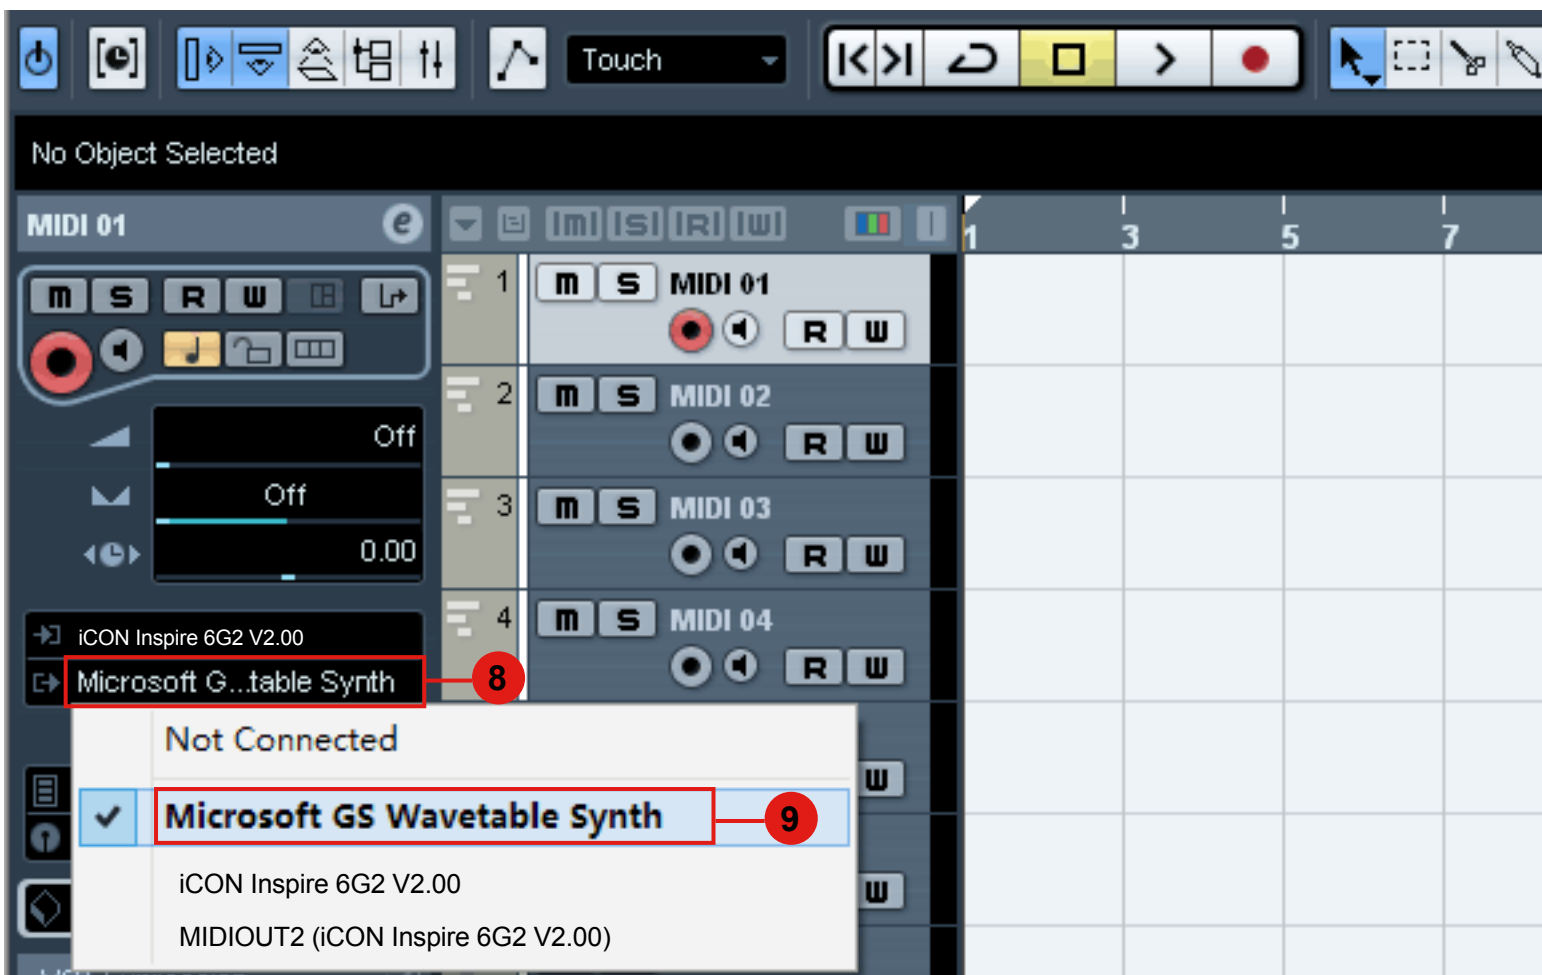 Touch
No Object Selected
MIDI 01
e
m S R W
1 3 5 7
m S R W
1 m S MIDI 01
R W
2 m S MIDI 02
R W
3 m S MIDI 03
R W
4 m S MIDI 04
R W
Off
Off
0.00
iCON Inspire 6G2 V2.00
Microsoft G...table Synth
8
Not Connected
W
Microsoft GS Wavetable Synth
9
iCON Inspire 6G2 V2.00
W
MIDIOUT2 (iCON Inspire 6G2 V2.00)